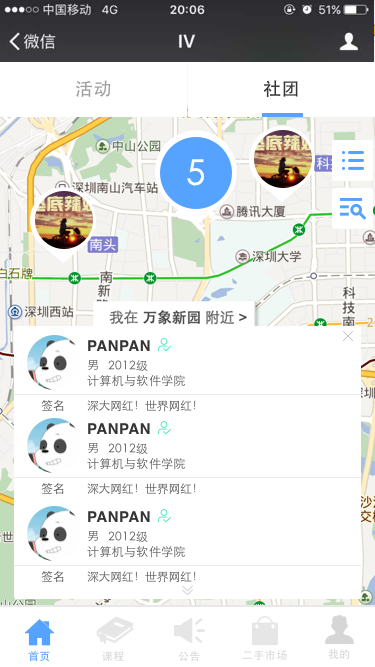 中国移动 4G 20:06 51%
微信 IV
活动 社团
中山公园
5
科
深圳南山汽车站
腾讯大厦
南头
深圳大学
白石牌
南
新
路
科
技
南
深圳西站
我在 万象新园 附近 >
PANPAN
男 2012级
计算机与软件学院
签名 深大网红！世界网红！
PANPAN
男 2012级
计算机与软件学院
签名 深大网红！世界网红！
PANPAN
男 2012级
计算机与软件学院
签名 深大网红！世界网红！
中山公园
首页 课程 公告 二手市场 我的